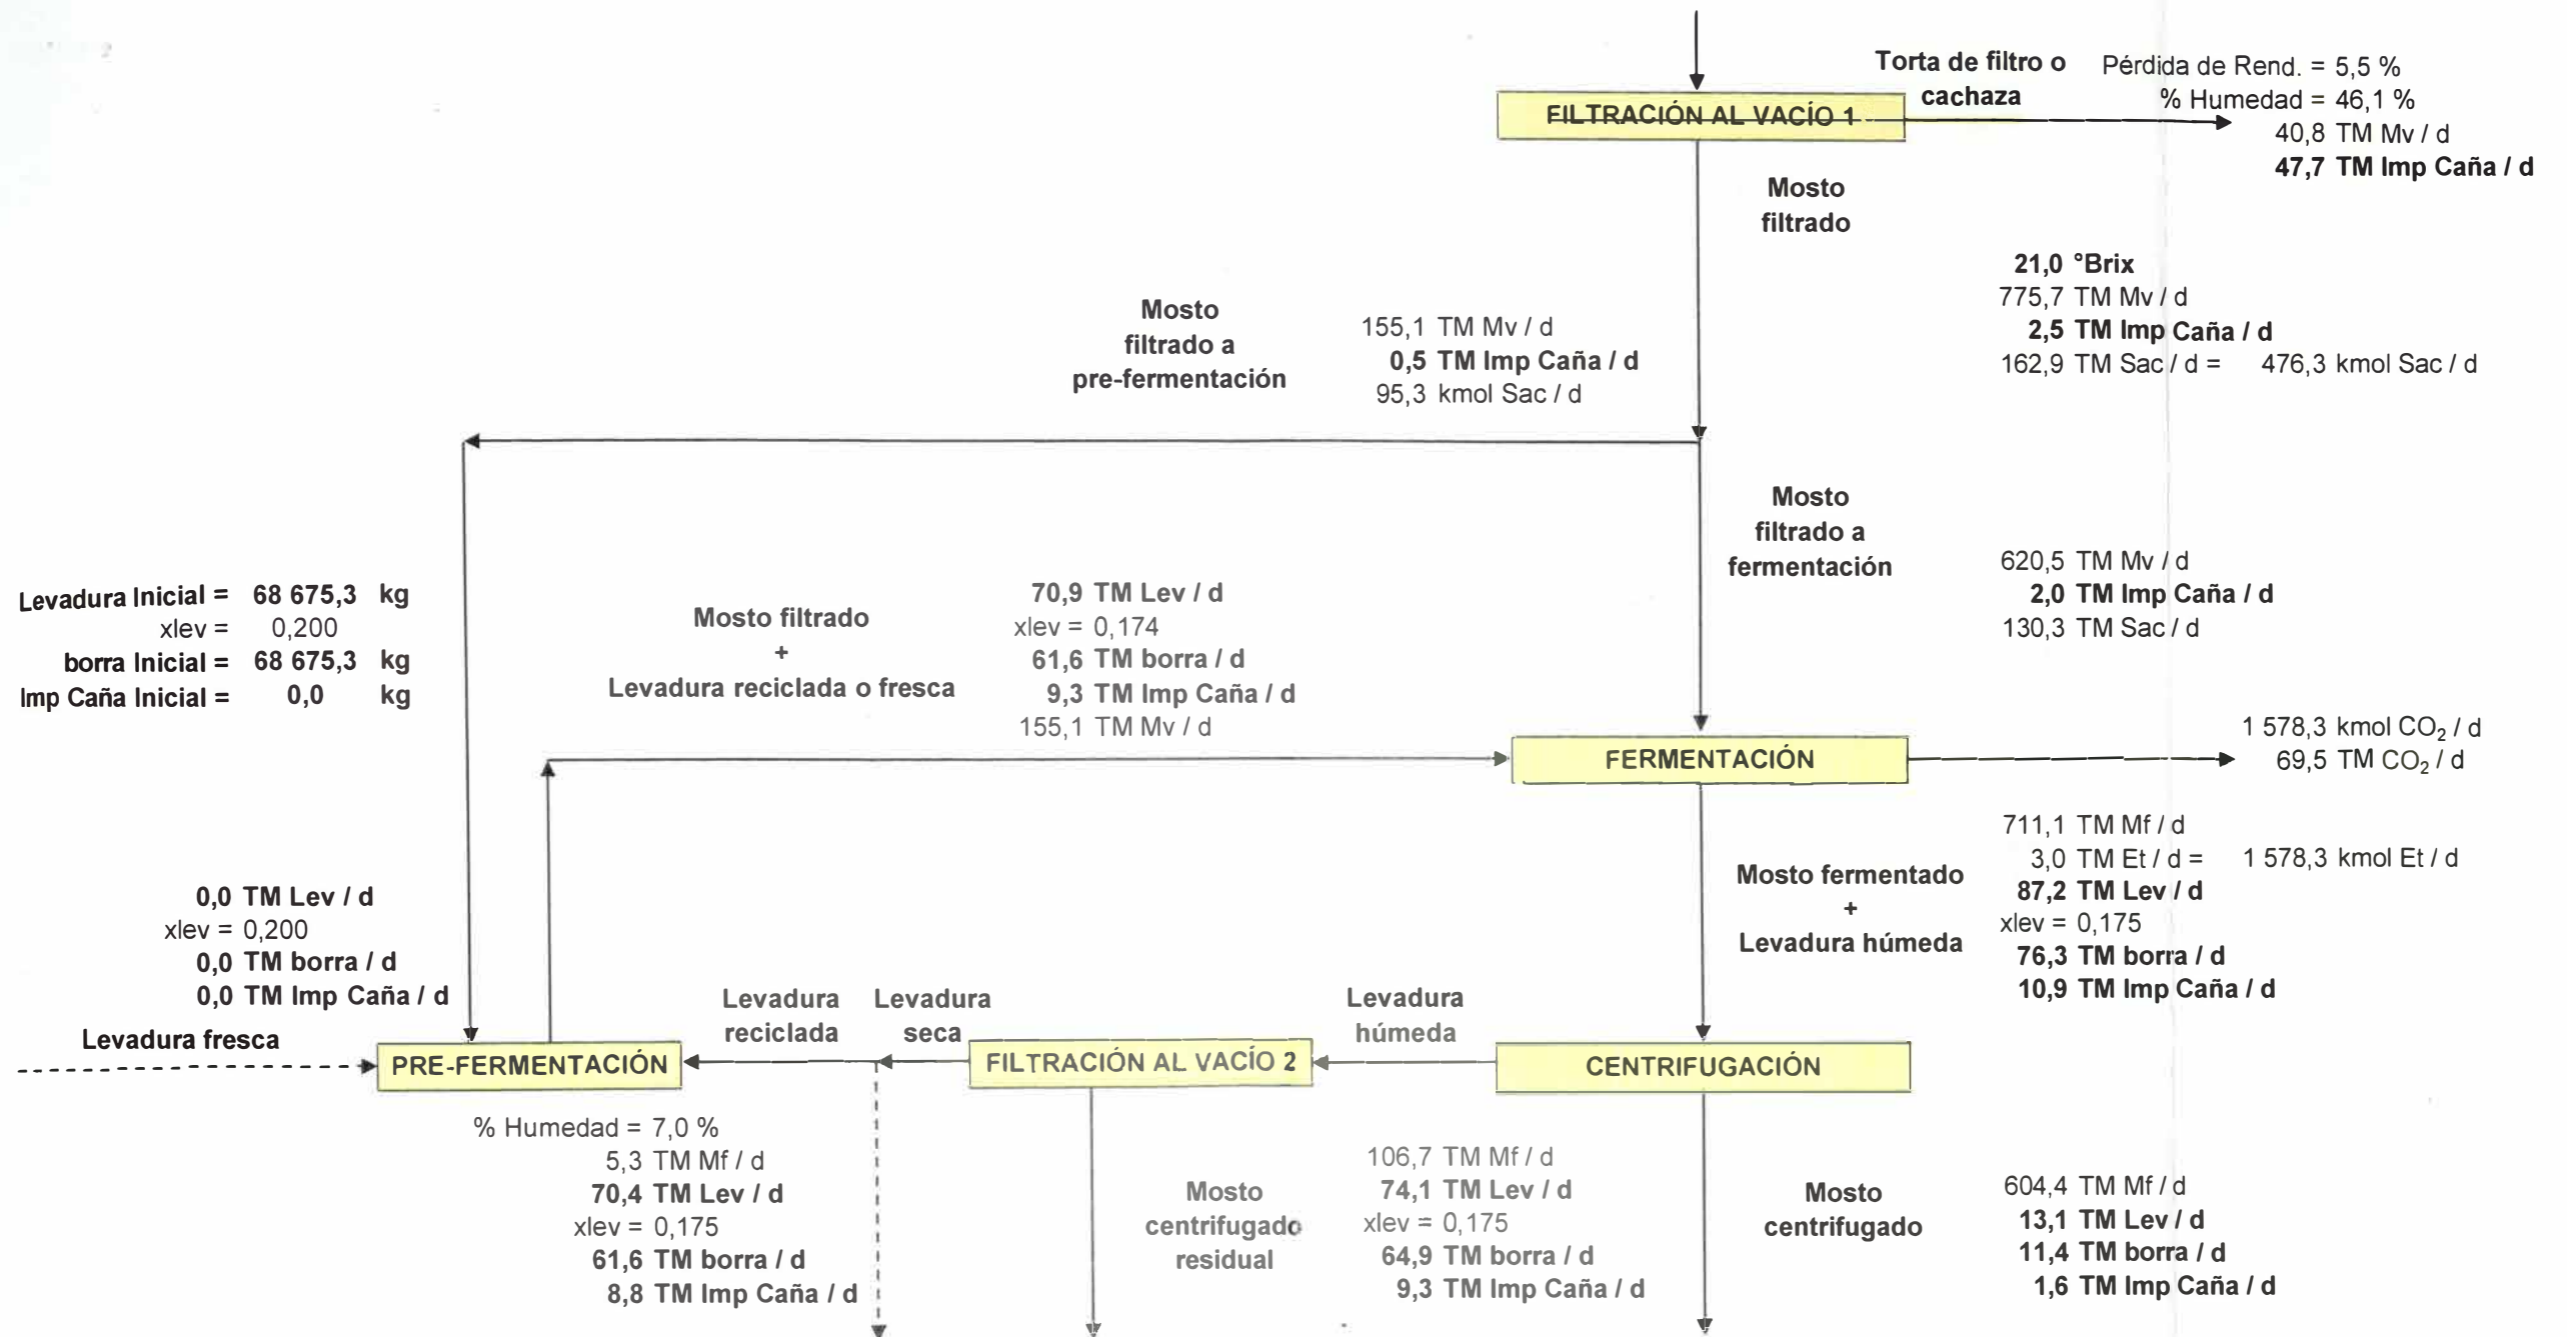 Torta de filtro o
cachaza
Pérdida de Rend. = 5,5 %
% Humedad = 46,1 %
40,8 TM Mv / d
47,7 TM Imp Caña / d
FILTRACIÓN AL VACÍO 1
Mosto
filtrado
21,0 °Brix
775,7 TM Mv / d
2,5 TM Imp Caña / d
162,9 TM Sac / d = 476,3 kmol Sac / d
Mosto
filtrado a
pre-fermentación
155,1 TM Mv / d
0,5 TM Imp Caña / d
95,3 kmol Sac / d
Mosto
filtrado a
fermentación
620,5 TM Mv / d
2,0 TM Imp Caña / d
130,3 TM Sac / d
Levadura Inicial = 68 675,3 kg
xlev = 0,200
borra Inicial = 68 675,3 kg
Imp Caña Inicial = 0,0 kg
Mosto filtrado
+
Levadura reciclada o fresca
70,9 TM Lev / d
xlev = 0,174
61,6 TM borra / d
9,3 TM Imp Caña / d
155,1 TM Mv / d
FERMENTACIÓN
1 578,3 kmol CO₂ / d
69,5 TM CO₂ / d
711,1 TM Mf / d
3,0 TM Et / d = 1 578,3 kmol Et / d
87,2 TM Lev / d
xlev = 0,175
76,3 TM borra / d
10,9 TM Imp Caña / d
Mosto fermentado
+
Levadura húmeda
0,0 TM Lev / d
xlev = 0,200
0,0 TM borra / d
0,0 TM Imp Caña / d
Levadura fresca
PRE-FERMENTACIÓN
Levadura
reciclada
Levadura
seca
FILTRACIÓN AL VACÍO 2
Levadura
húmeda
CENTRIFUGACIÓN
% Humedad = 7,0 %
5,3 TM Mf / d
70,4 TM Lev / d
xlev = 0,175
61,6 TM borra / d
8,8 TM Imp Caña / d
Mosto
centrifugado
residual
106,7 TM Mf / d
74,1 TM Lev / d
xlev = 0,175
64,9 TM borra / d
9,3 TM Imp Caña / d
Mosto
centrifugado
604,4 TM Mf / d
13,1 TM Lev / d
11,4 TM borra / d
1,6 TM Imp Caña / d